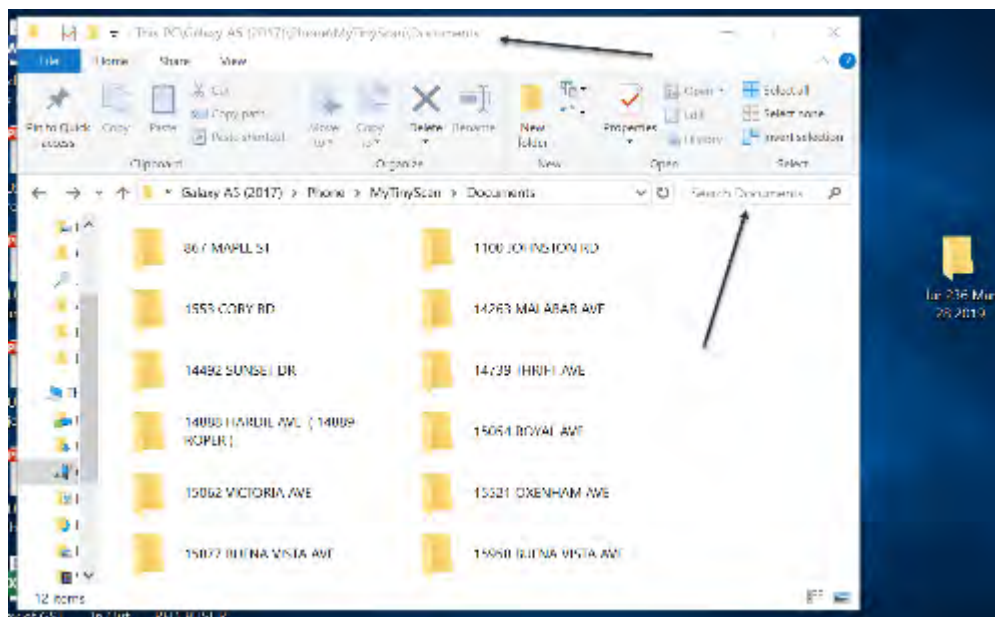 This PC\Galaxy A5 (2017)\Phone\MyTinyScan\Documents
File Home Share View
Pin to Quick access
Copy
Paste
Cut
Copy path
Paste shortcut
Move to
Copy to
Delete
Rename
New folder
Properties
Open
Edit
History
Select all
Select none
Invert selection
Clipboard Organize New Open Select
Galaxy A5 (2017) > Phone > MyTinyScan > Documents
Search Documents
867 MAPLE ST
1100 JOHNSTON RD
1553 CORY RD
14263 MALABAR AVE
14492 SUNSET DR
14739 THRIFT AVE
14088 HARDIE AVE ( 14089
ROPER )
15054 ROYAL AVE
15062 VICTORIA AVE
15521 OXENHAM AVE
15077 BUENA VISTA AVE
15950 BUENA VISTA AVE
12 items
236 Mar
28 2019